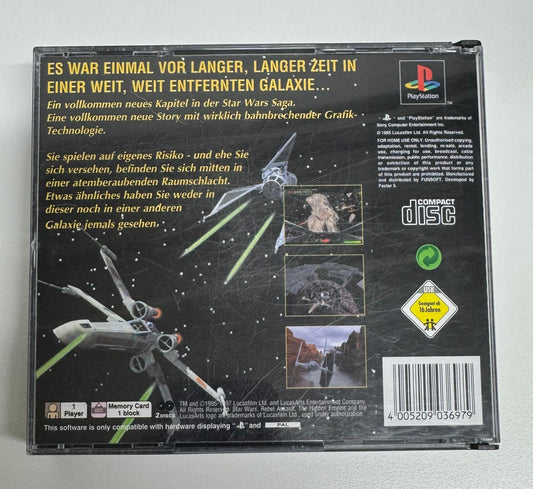 ES WAR EINMAL VOR LANGER, LANGER ZEIT IN
EINER WEIT, WEIT ENTFERNTEN GALAXIE...
Ein vollkommen neues Kapitel in der Star Wars Saga.
Eine vollkommen neue Story mit wirklich bahnbrechender Grafik-
Technologie.
Sie spielen auf eigenes Risiko - und ehe Sie
sich versehen, befinden Sie sich mitten in
einer atemberaubenden Raumschlacht.
Etwas ähnliches haben Sie weder in
dieser noch in einer anderen
Galaxie jemals gesehen.
PlayStation
TM
- and "PlayStation" are trademarks of
Sony Computer Entertainment Inc.
© 1995 Lucasfilm Ltd. All Rights Reserved.
FOR HOME USE ONLY. Unauthorised copying,
adaptation, rental, lending, re-sale, arcade
use, charging for use, broadcast, cable
transmission, public performance, distribution
or extraction of this product or any
trademark or copyright work that forms part
of this product are prohibited. Manufactured
and distributed by FUNSOFT. Developed by
Factor 5.
COMPACT
disc
USK
Geeignet ab
16 Jahren
1
Player
Memory Card
1 block
2 discs
TM and ©1995-1997 Lucasfilm Ltd. and LucasArts Entertainment Company.
All Rights Reserved. Star Wars, Rebel Assault, The Hidden Empire and the
LucasArts logo are trademarks of Lucasfilm Ltd., used under authorization.
This software is only compatible with hardware displaying " " and PAL
4 005209 036979